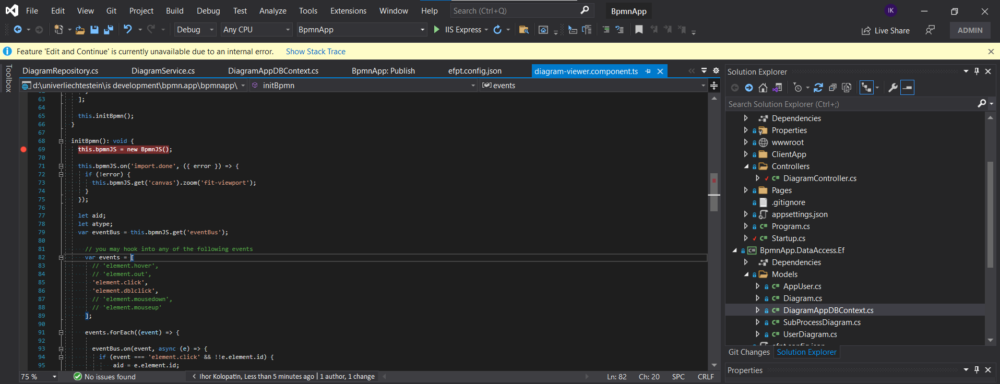 File Edit View Git Project Build Debug Test Analyze Tools Extensions Window Help Search (Ctrl+Q) BpmnApp IK
Debug Any CPU BpmnApp IIS Express Live Share ADMIN
Feature 'Edit and Continue' is currently unavailable due to an internal error. Show Stack Trace
Toolbox
DiagramRepository.cs DiagramService.cs DiagramAppDBContext.cs BpmnApp: Publish efpt.config.json diagram-viewer.component.ts
d:\univerliechtestein\is development\bpmn.app\bpmnapp\ initBpmn events
63 ];
64
65 this.initBpmn();
66 }
67
68 initBpmn(): void {
69 this.bpmnJS = new BpmnJS();
70
71 this.bpmnJS.on('import.done', ({ error }) => {
72 if (!error) {
73 this.bpmnJS.get('canvas').zoom('fit-viewport');
74 }
75 });
76
77 let aid;
78 let atype;
79 var eventBus = this.bpmnJS.get('eventBus');
80
81 // you may hook into any of the following events
82 var events = [
83 // 'element.hover',
84 // 'element.out',
85 'element.click',
86 'element.dblclick',
87 // 'element.mousedown',
88 // 'element.mouseup'
89 ];
90
91 events.forEach((event) => {
92
93 eventBus.on(event, async (e) => {
94 if (event === 'element.click' && !!e.element.id) {
95 aid = e.element.id;
75 % No issues found Ihor Kolopatin, Less than 5 minutes ago | 1 author, 1 change Ln: 82 Ch: 20 SPC CRLF
Solution Explorer
Search Solution Explorer (Ctrl+;)
Dependencies
Properties
wwwroot
ClientApp
Controllers
C# DiagramController.cs
Pages
.gitignore
appsettings.json
C# Program.cs
C# Startup.cs
C# BpmnApp.DataAccess.Ef
Dependencies
Models
C# AppUser.cs
C# Diagram.cs
C# DiagramAppDBContext.cs
C# SubProcessDiagram.cs
C# UserDiagram.cs
efpt.config.json
Git Changes Solution Explorer
Properties